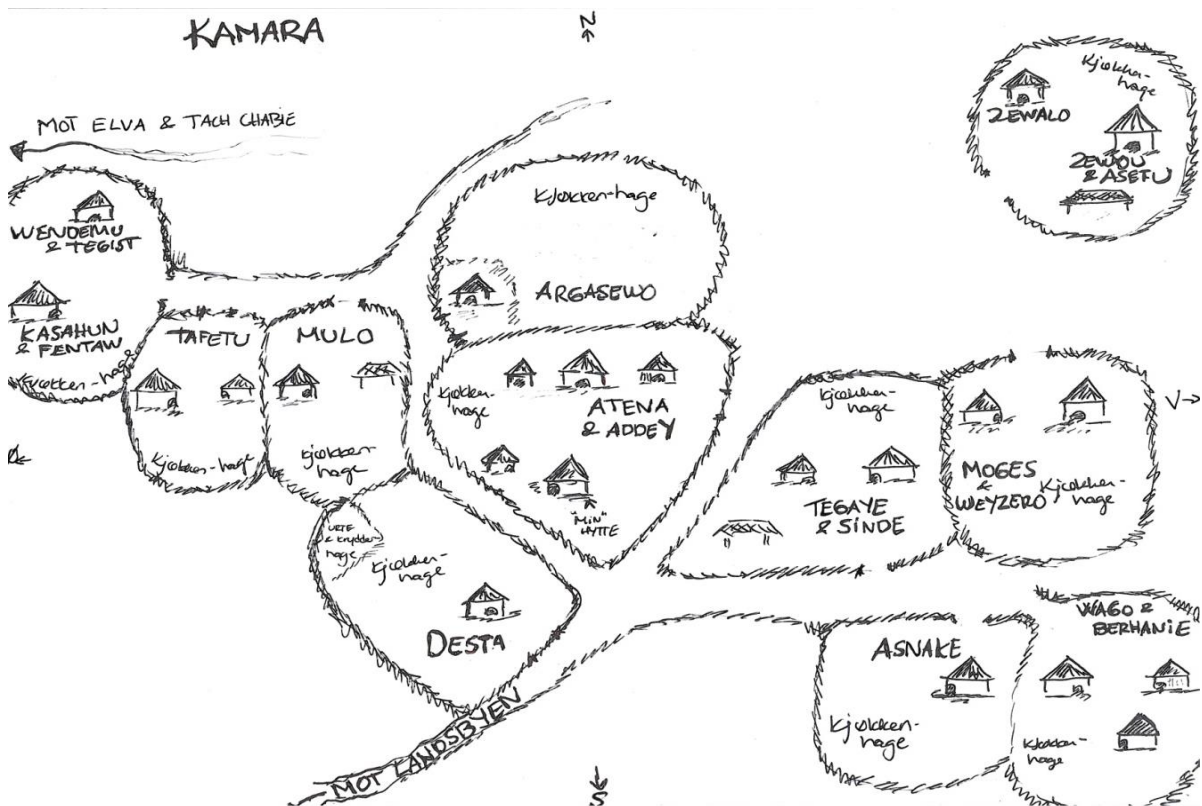 KAMARA
N
MOT ELVA & TACH CHABIE
Kjøkken-
hage
ZEWALO
ZEWDU
& ASETU
WENDEMU
& TEGIST
KASAHUN
& FENTAW
Kjøkken-hage
Kjøkken-hage
ARGASEWO
TAFETU
Kjøkken-hage
MULO
Kjøkken-
hage
Kjøkken-
hage
ATENA
& ADDEY
"MIN"
HYTTE
Kjøkken-
hage
TEGAYE
& SINDE
MOGES
&
WEYZERO
Kjøkken-
hage
V
Ø
URTE
& krydder
hage
Kjøkken-
hage
DESTA
MOT LANDSBYEN
ASNAKE
Kjøkken-
hage
WAGO &
BERHANIE
Kjøkken-
hage
S